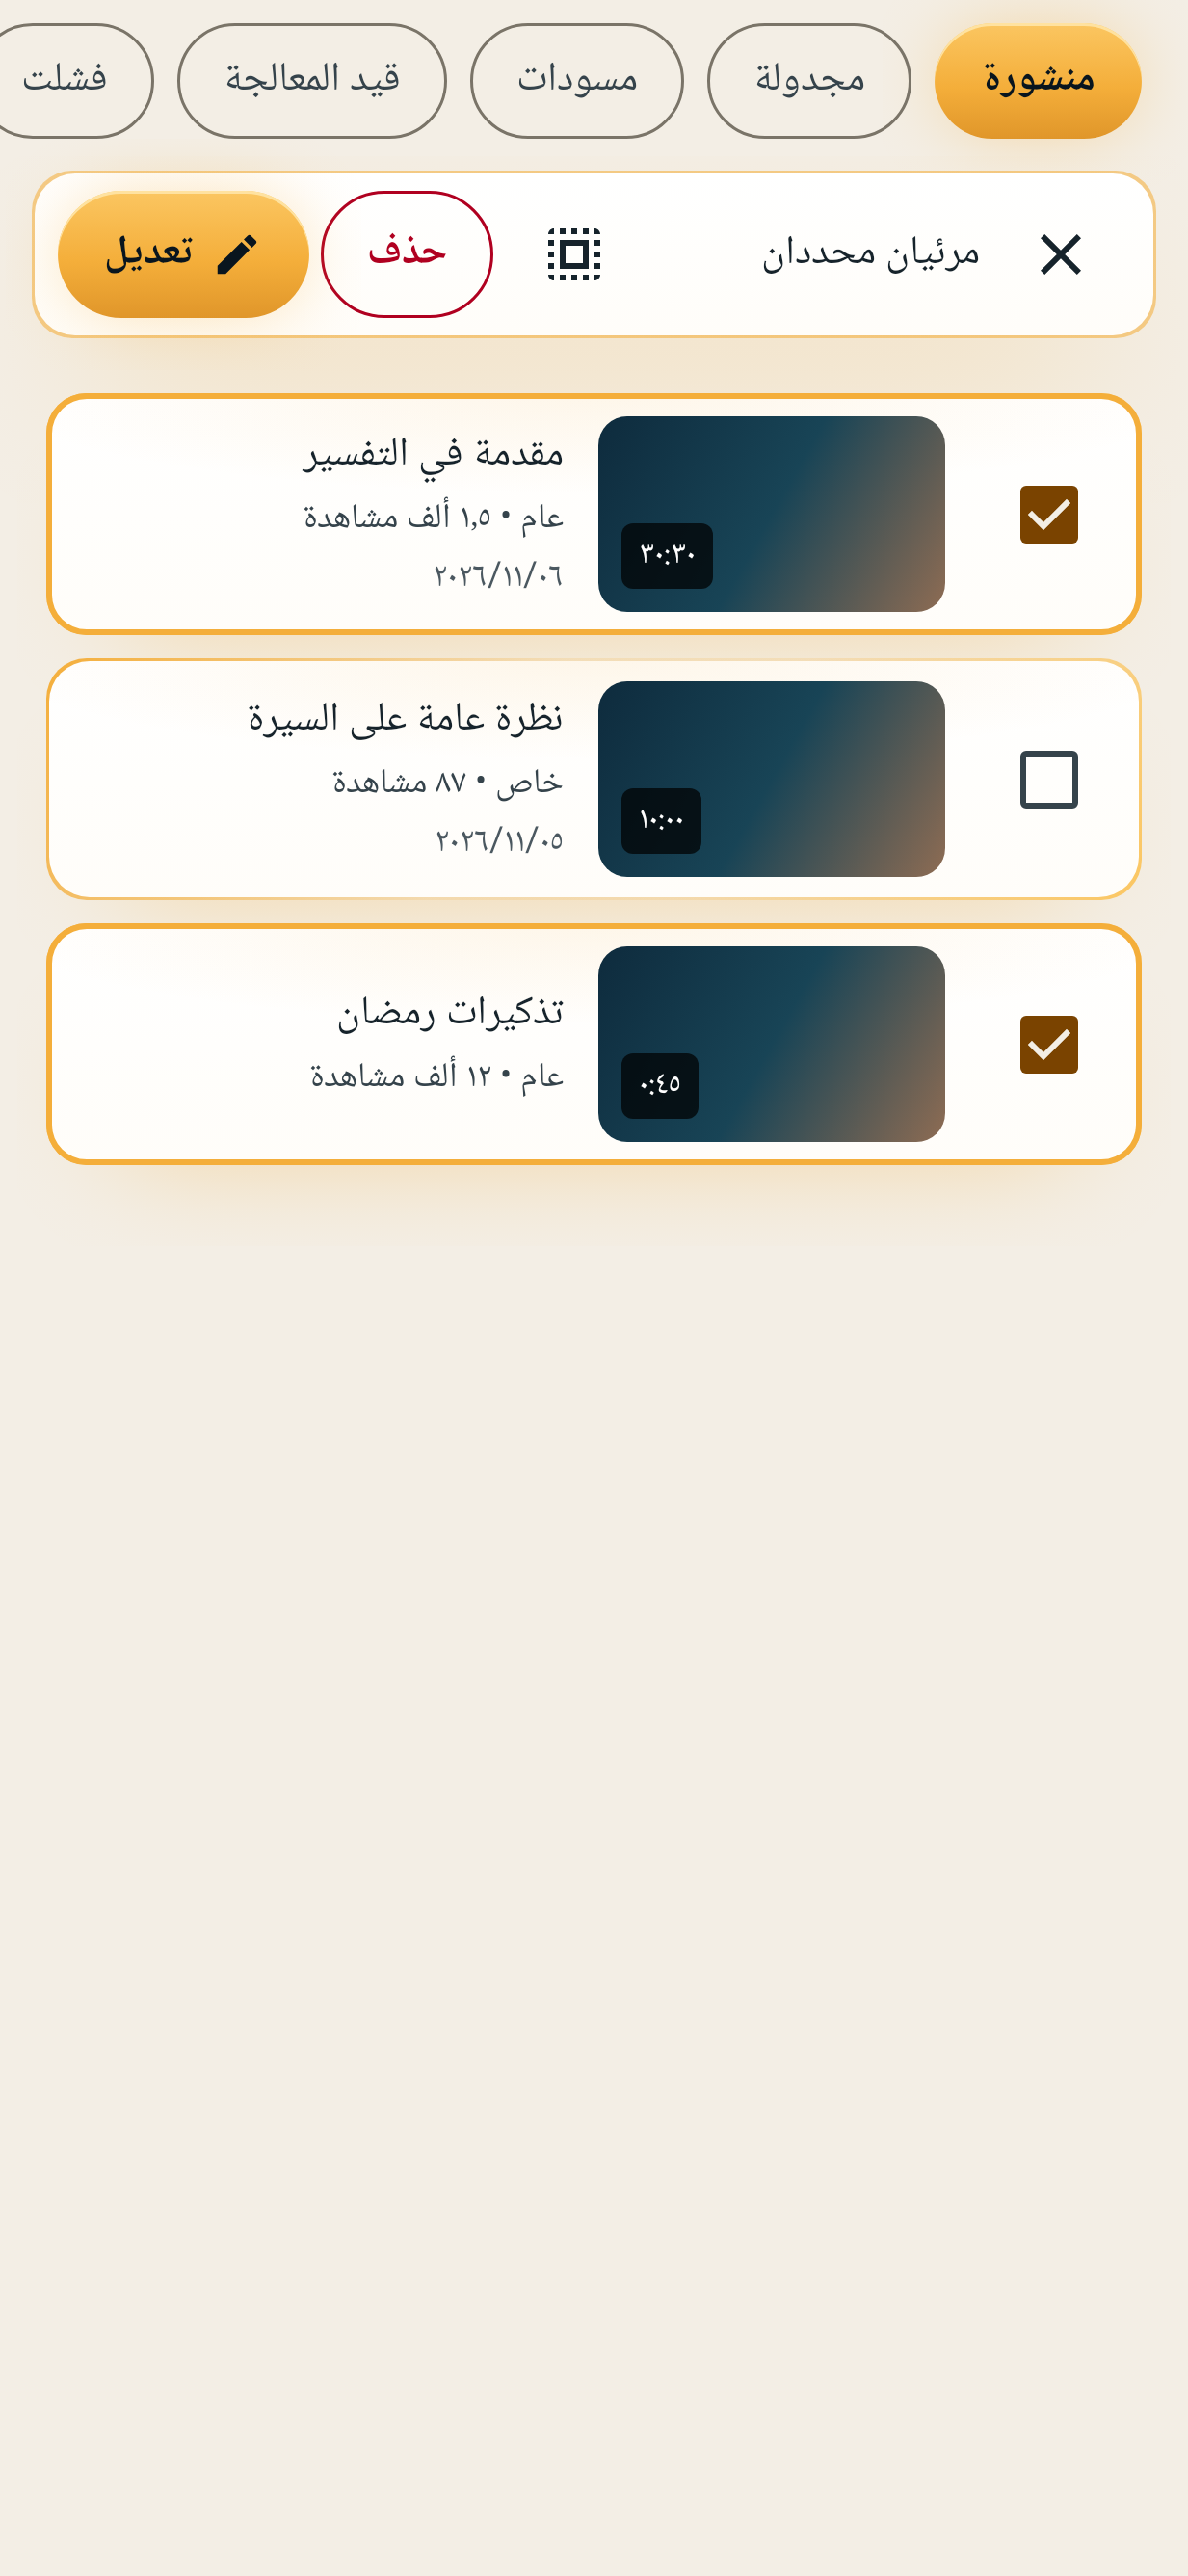 منشورة
مجدولة
مسودات
قيد المعالجة
فشلت
مرئيان محددان
حذف
تعديل
مقدمة في التفسير
عام • ١٫٥ ألف مشاهدة
٢٠٢٦/١١/٠٦
٣٠:٣٠
نظرة عامة على السيرة
خاص • ٨٧ مشاهدة
٢٠٢٦/١١/٠٥
١٠:٠٠
تذكيرات رمضان
عام • ١٢ ألف مشاهدة
٠:٤٥